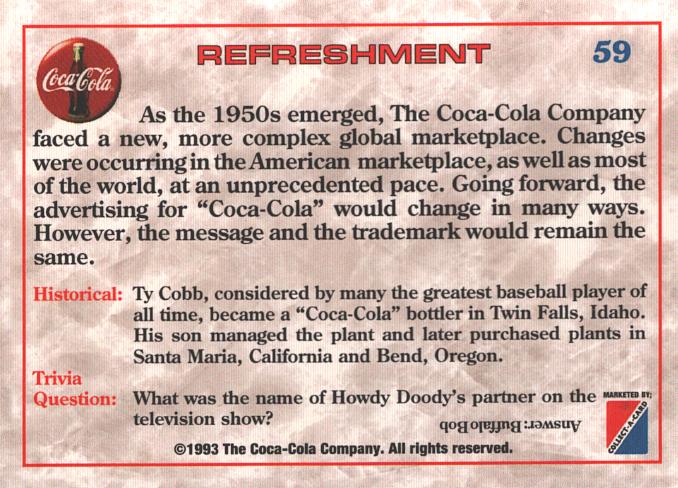 REFRESHMENT
59
Coca-Cola
As the 1950s emerged, The Coca-Cola Company
faced a new, more complex global marketplace. Changes
were occurring in the American marketplace, as well as most
of the world, at an unprecedented pace. Going forward, the
advertising for “Coca-Cola” would change in many ways.
However, the message and the trademark would remain the
same.
Historical: Ty Cobb, considered by many the greatest baseball player of
all time, became a “Coca-Cola” bottler in Twin Falls, Idaho.
His son managed the plant and later purchased plants in
Santa Maria, California and Bend, Oregon.
Trivia
Question: What was the name of Howdy Doody's partner on the
television show?
Answer: Buffalo Bob
MARKETED BY;
COLLECT-A-CARD
©1993 The Coca-Cola Company. All rights reserved.